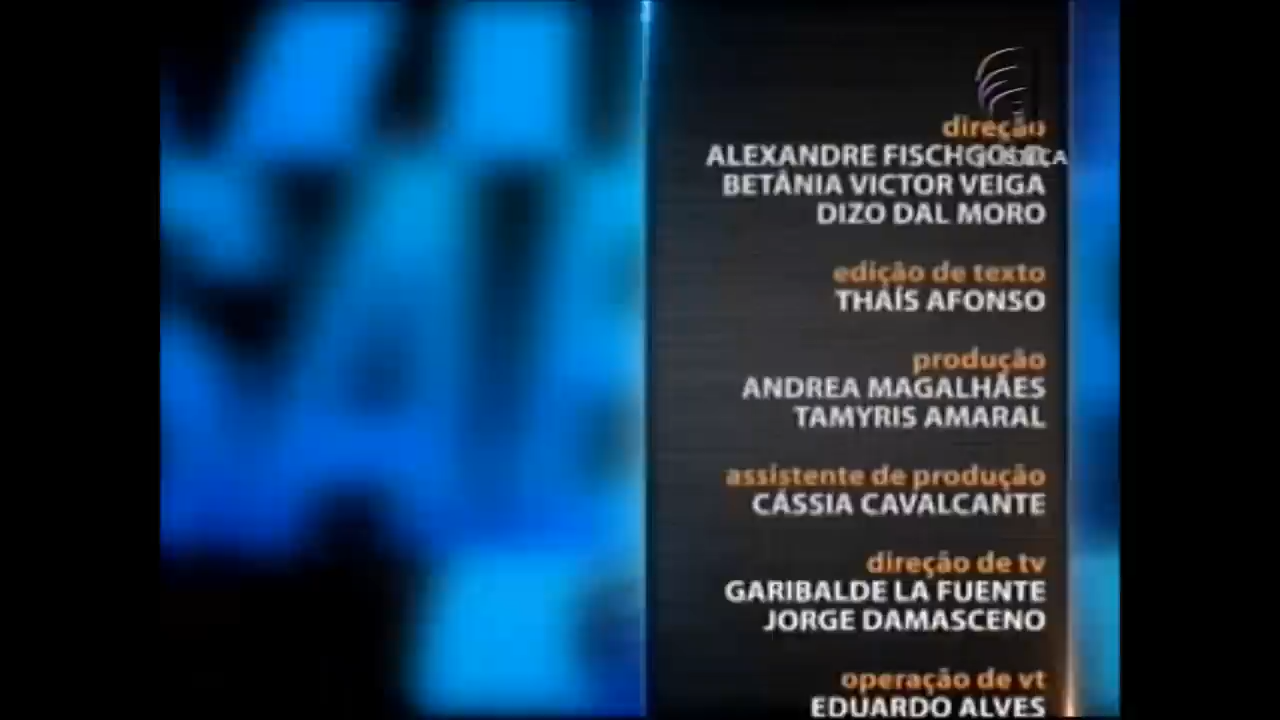 direção
ALEXANDRE FISCHGOLD
BETÂNIA VICTOR VEIGA
DIZO DAL MORO
edição de texto
THAÍS AFONSO
produção
ANDREA MAGALHÃES
TAMYRIS AMARAL
assistente de produção
CÁSSIA CAVALCANTE
direção de tv
GARIBALDE LA FUENTE
JORGE DAMASCENO
operação de vt
EDUARDO ALVES